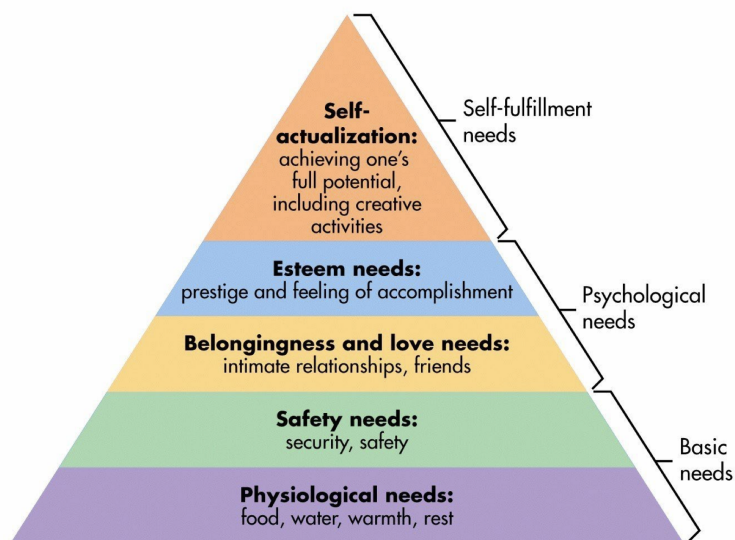 Self-
actualization:
achieving one's
full potential,
including creative
activities
Self-fulfillment
needs
Esteem needs:
prestige and feeling of accomplishment
Psychological
needs
Belongingness and love needs:
intimate relationships, friends
Safety needs:
security, safety
Basic
needs
Physiological needs:
food, water, warmth, rest